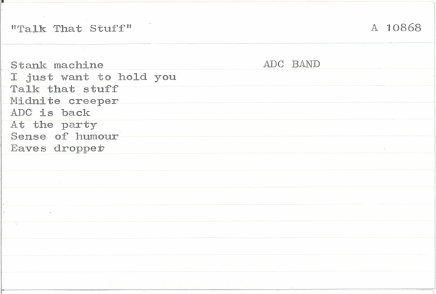 "Talk That Stuff" A 10868
Stank machine ADC BAND
I just want to hold you
Talk that stuff
Midnite creeper
ADC is back
At the party
Sense of humour
Eaves dropper